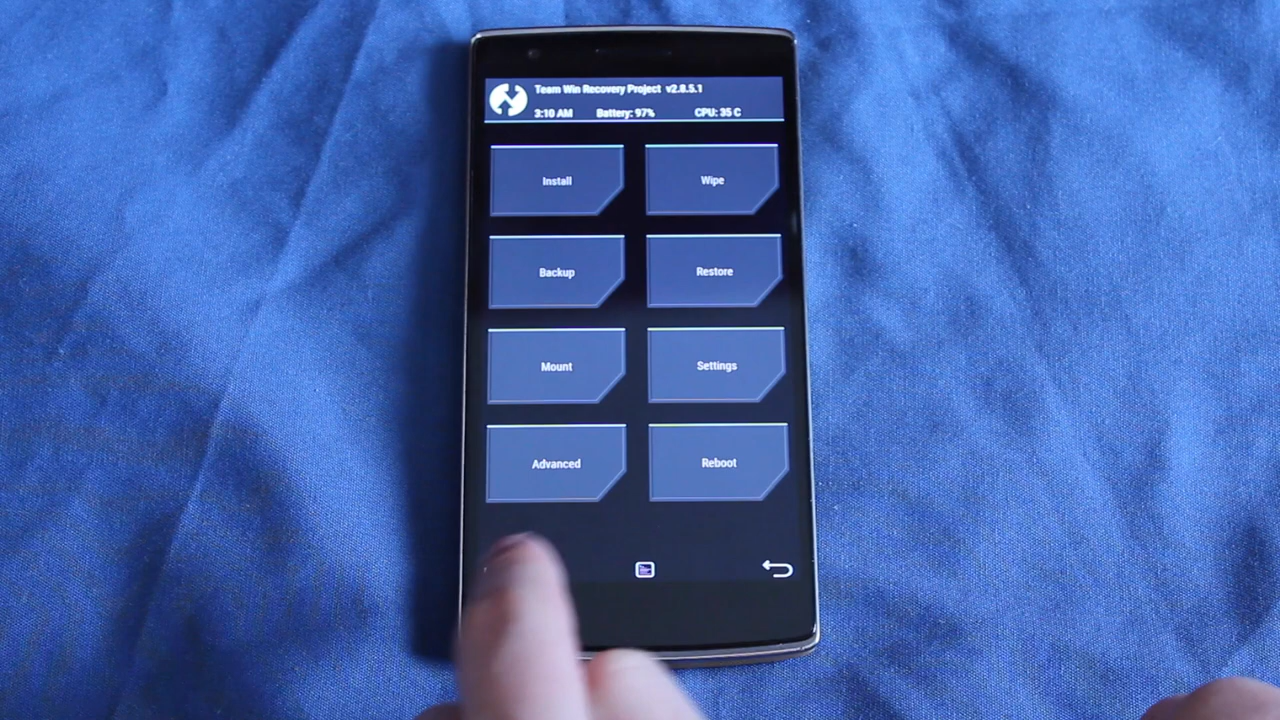 Team Win Recovery Project v2.8.5.1
3:10 AM Battery: 97% CPU: 35 C
Install Wipe
Backup Restore
Mount Settings
Advanced Reboot